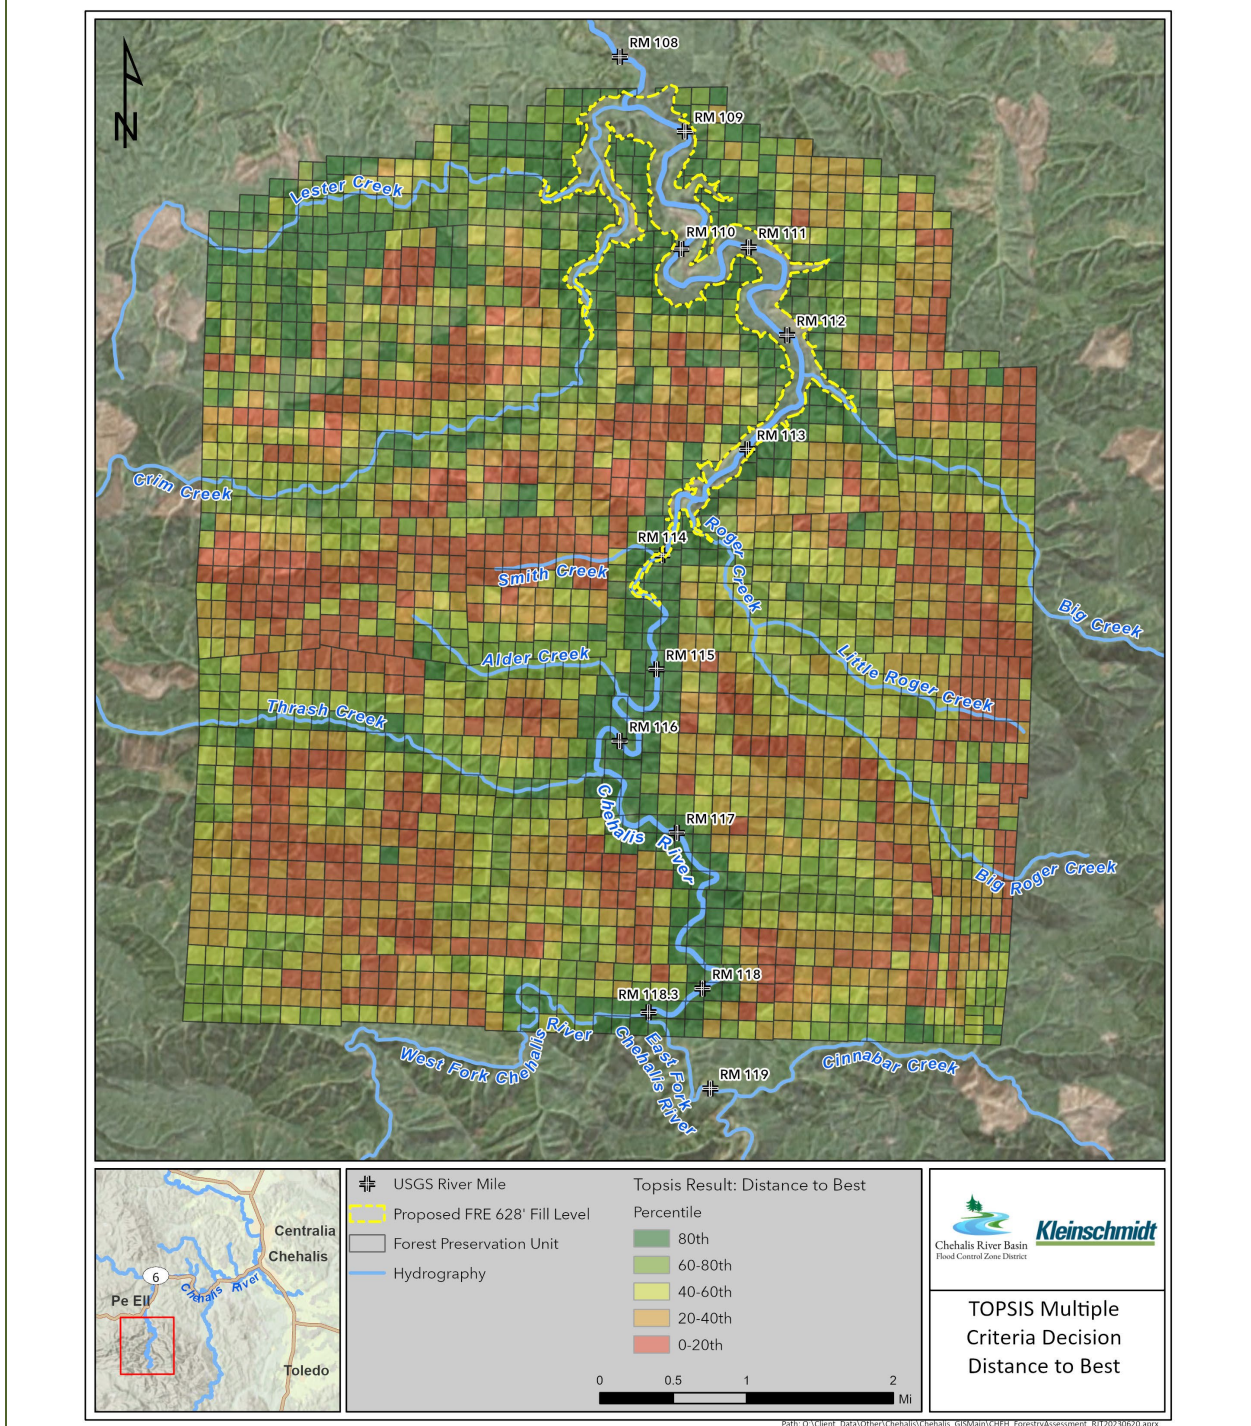 N
RM 108
RM 109
Lester Creek
RM 110
RM 111
RM 112
RM 113
Crim Creek
RM 114
Roger Creek
Smith Creek
Big Creek
Alder Creek
RM 115
Little Roger Creek
Thrash Creek
RM 116
Chehalis River
RM 117
Big Roger Creek
RM 118
RM 118.3
West Fork Chehalis River
East Fork Chehalis River
Cinnabar Creek
RM 119
Centralia
Chehalis
6
Chehalis River
Pe Ell
Toledo
USGS River Mile
Proposed FRE 628' Fill Level
Forest Preservation Unit
Hydrography
Topsis Result: Distance to Best
Percentile
80th
60-80th
40-60th
20-40th
0-20th
0 0.5 1 2
Mi
Chehalis River Basin
Flood Control Zone District
Kleinschmidt
TOPSIS Multiple
Criteria Decision
Distance to Best